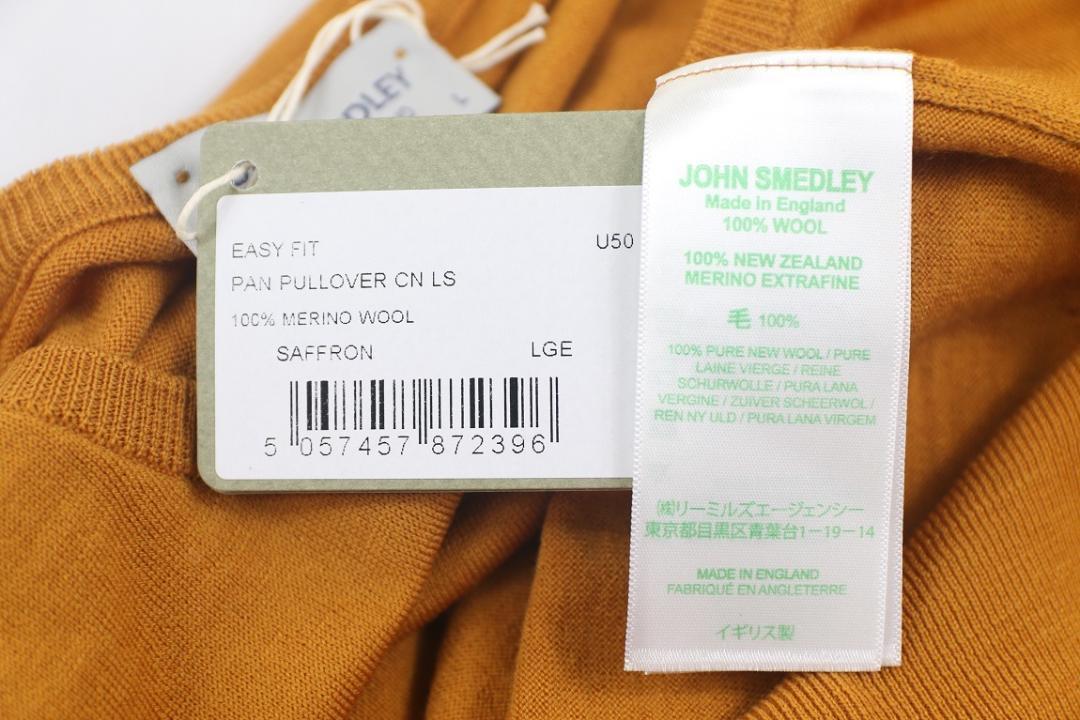 DLEY
L
EASY FIT
U50
PAN PULLOVER CN LS
100% MERINO WOOL
SAFFRON
LGE
5 057457 872396
JOHN SMEDLEY
Made in England
100% WOOL
100% NEW ZEALAND
MERINO EXTRAFINE
毛 100%
100% PURE NEW WOOL / PURE
LAINE VIERGE / REINE
SCHURWOLLE / PURA LANA
VERGINE / ZUIVER SCHEERWOL /
REN NY ULD / PURA LANA VIRGEM
㈱リーミルズエージェンシー
東京都目黒区青葉台1-19-14
MADE IN ENGLAND
FABRIQUÉ EN ANGLETERRE
イギリス製